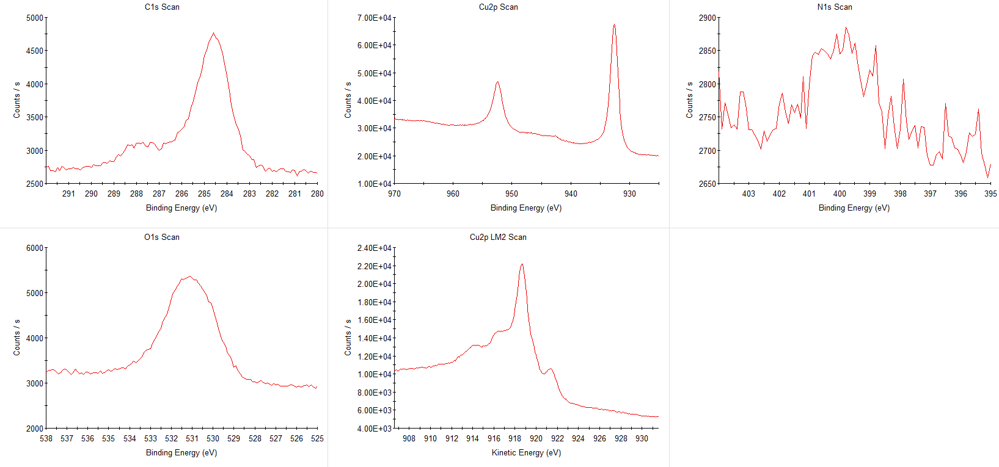 C1s Scan
5000
4500
4000
3500
3000
2500
Counts / s
291 290 289 288 287 286 285 284 283 282 281 280
Binding Energy (eV)
Cu2p Scan
7.00E+04
6.00E+04
5.00E+04
4.00E+04
3.00E+04
2.00E+04
1.00E+04
Counts / s
970 960 950 940 930
Binding Energy (eV)
N1s Scan
2900
2850
2800
2750
2700
2650
Counts / s
403 402 401 400 399 398 397 396 395
Binding Energy (eV)
O1s Scan
6000
5000
4000
3000
2000
Counts / s
538 537 536 535 534 533 532 531 530 529 528 527 526 525
Binding Energy (eV)
Cu2p LM2 Scan
2.40E+04
2.20E+04
2.00E+04
1.80E+04
1.60E+04
1.40E+04
1.20E+04
1.00E+04
8.00E+03
6.00E+03
4.00E+03
Counts / s
908 910 912 914 916 918 920 922 924 926 928 930
Kinetic Energy (eV)